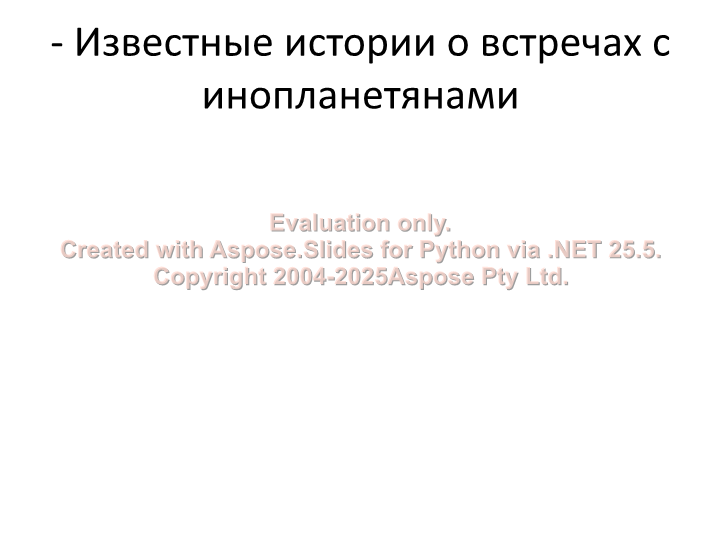 - Известные истории о встречах с
инопланетянами
Evaluation only.
Created with Aspose.Slides for Python via .NET 25.5.
Copyright 2004-2025Aspose Pty Ltd.